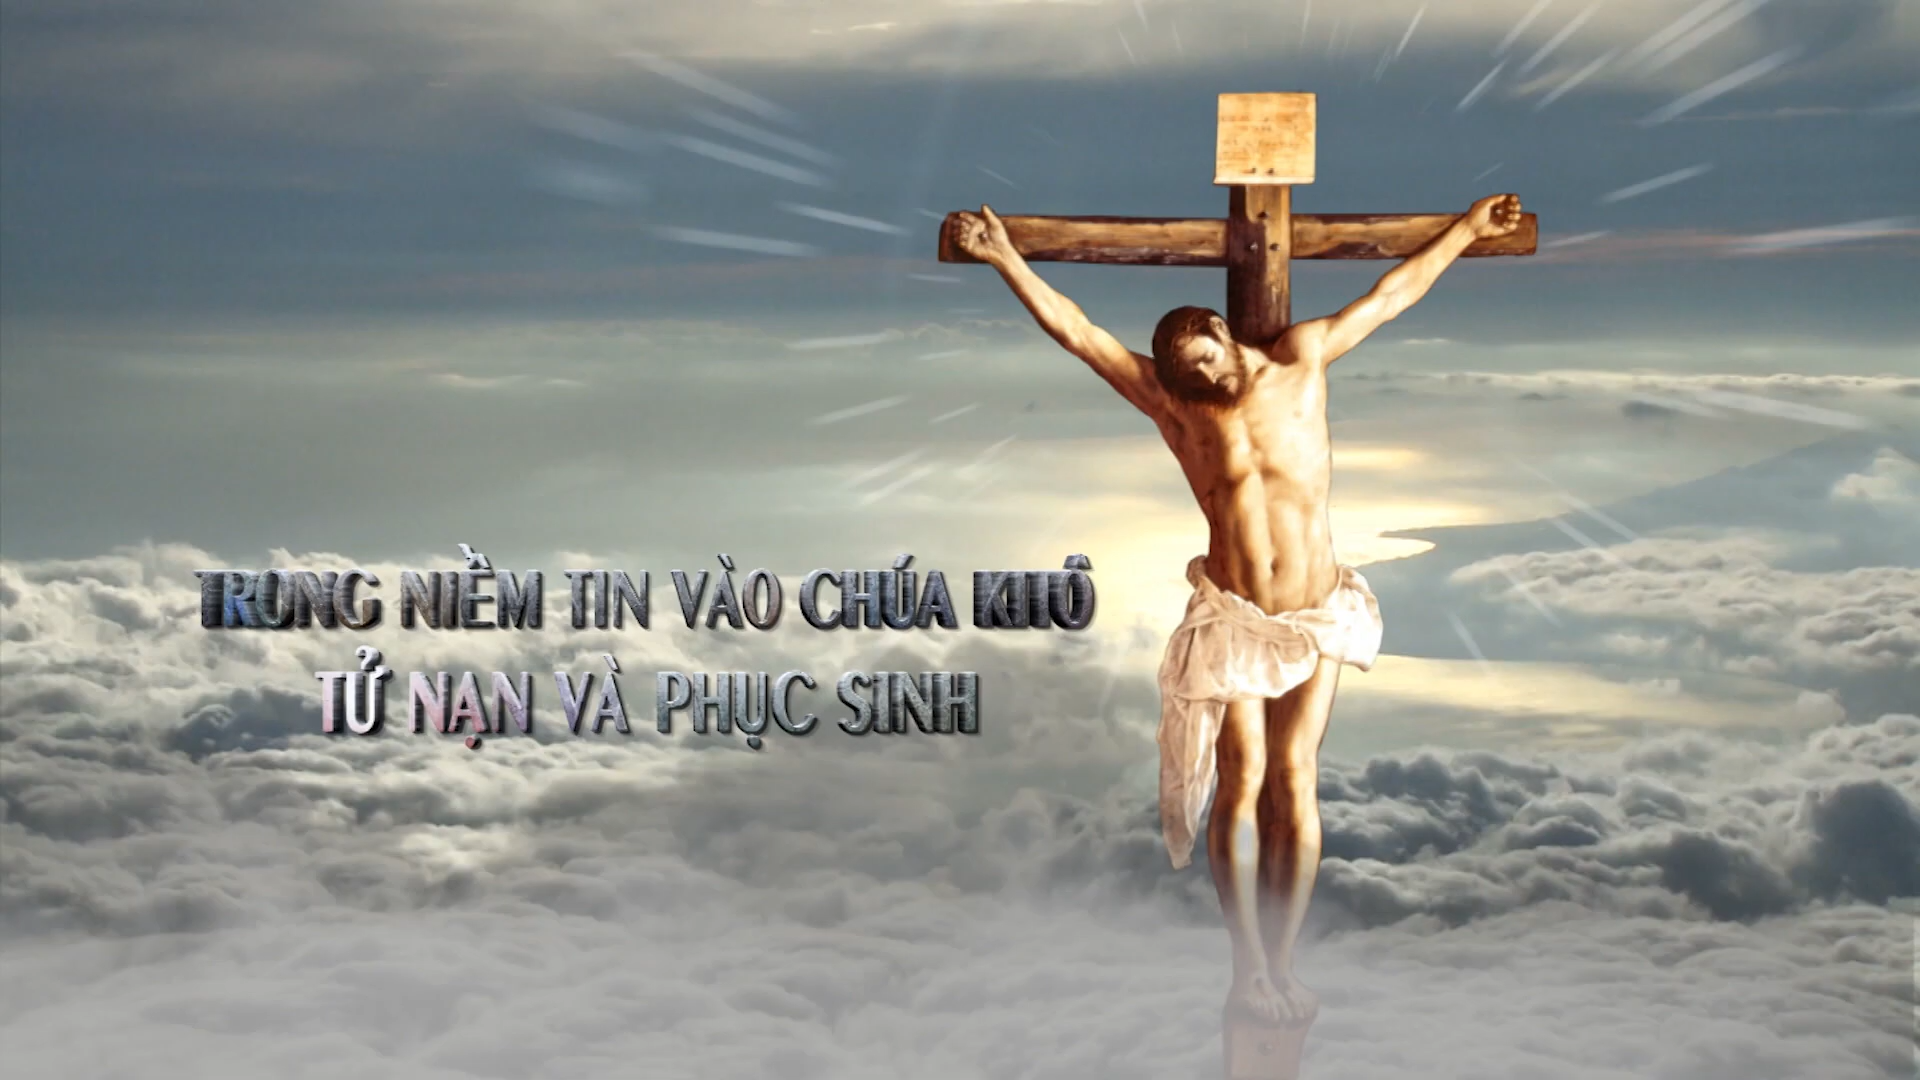 TRONG NIỀM TIN VÀO CHÚA KITÔ
TỬ NẠN VÀ PHỤC SINH